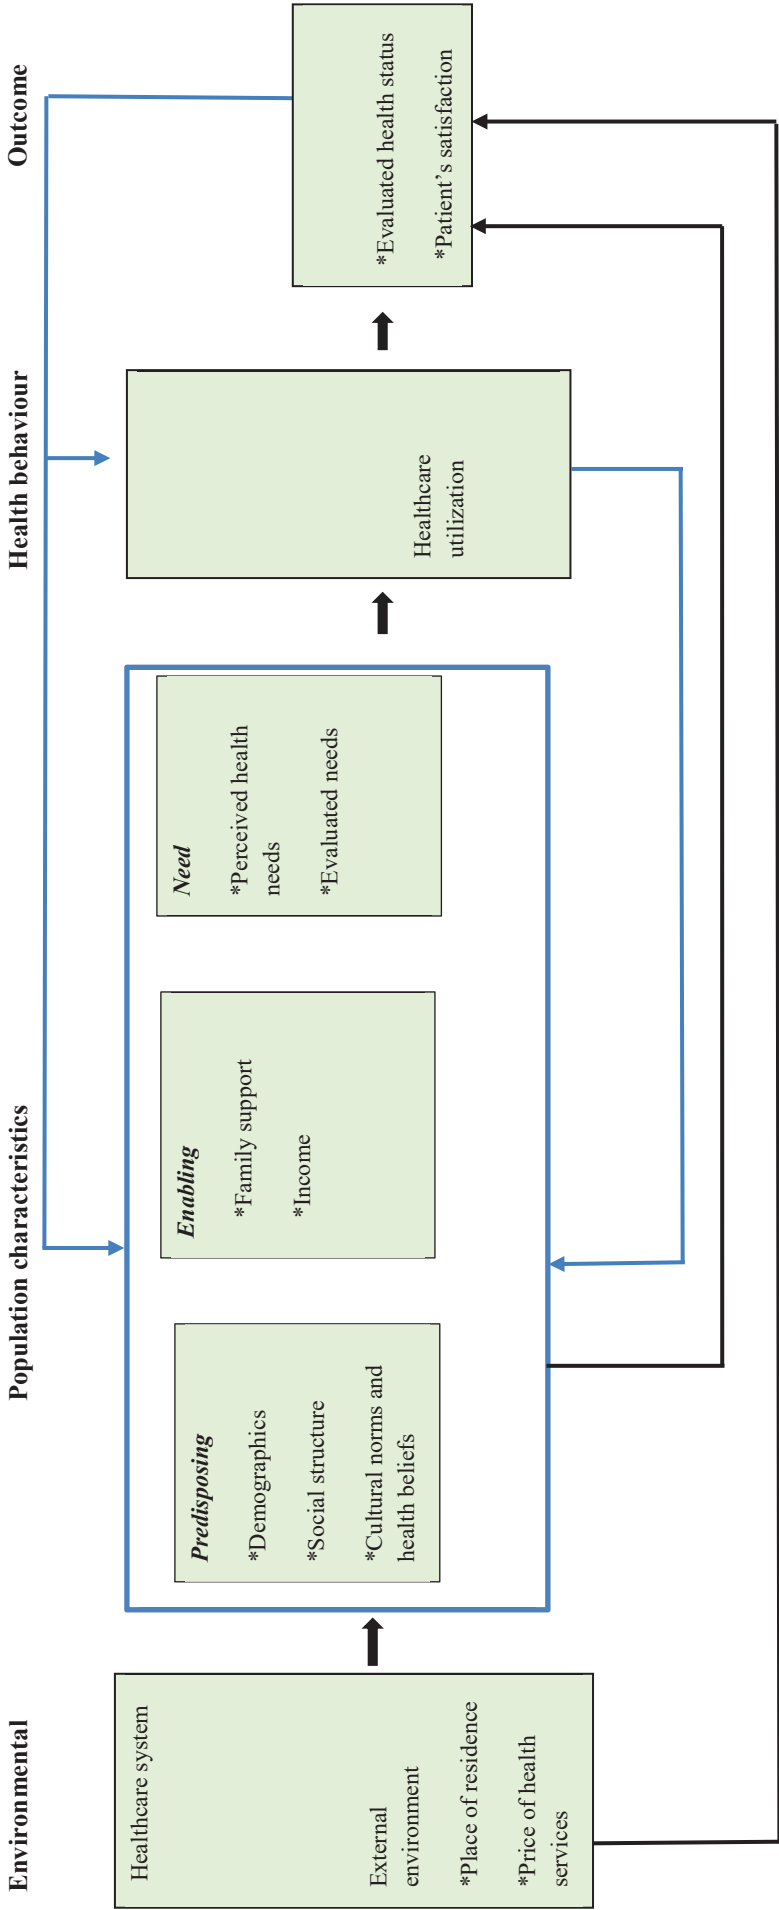 Environmental
Population characteristics
Health behaviour
Outcome
Healthcare system
External
environment
*Place of residence
*Price of health
services
Predisposing
*Demographics
*Social structure
*Cultural norms and
health beliefs
Enabling
*Family support
*Income
Need
*Perceived health
needs
*Evaluated needs
Healthcare
utilization
*Evaluated health status
*Patient’s satisfaction